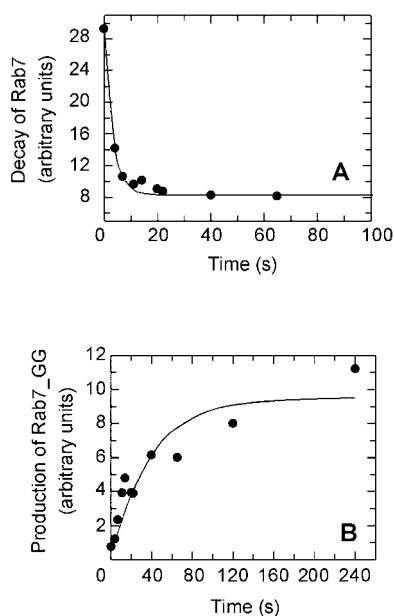 28
24
20
16
12
8
Decay of Rab7
(arbitrary units)
A
0 20 40 60 80 100
Time (s)
12
10
8
6
4
2
Production of Rab7_GG
(arbitrary units)
B
0 40 80 120 160 200 240
Time (s)